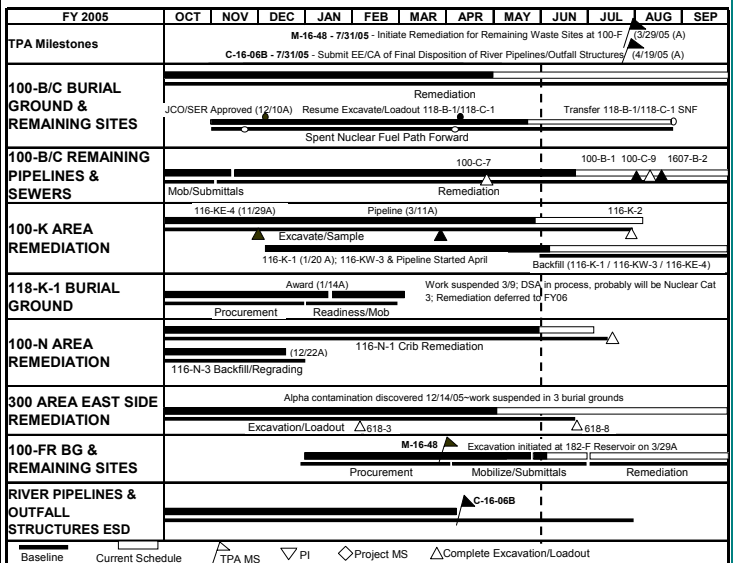 FY 2005 OCT NOV DEC JAN FEB MAR APR MAY JUN JUL AUG SEP
TPA Milestones
M-16-48 - 7/31/05 - Initiate Remediation for Remaining Waste Sites at 100-F (3/29/05 (A)
C-16-06B - 7/31/05 - Submit EE/CA of Final Disposition of River Pipelines/Outfall Structures (4/19/05 (A)
100-B/C BURIAL
GROUND &
REMAINING SITES
Remediation
JCO/SER Approved (12/10A) Resume Excavate/Loadout 118-B-1/118-C-1 Transfer 118-B-1/118-C-1 SNF
Spent Nuclear Fuel Path Forward
100-B/C REMAINING
PIPELINES &
SEWERS
100-C-7 100-B-1 100-C-9 1607-B-2
Mob/Submittals Remediation
100-K AREA
REMEDIATION
116-KE-4 (11/29A) Pipeline (3/11A) 116-K-2
Excavate/Sample
116-K-1 (1/20 A); 116-KW-3 & Pipeline Started April
Backfill (116-K-1 / 116-KW-3 / 116-KE-4)
118-K-1 BURIAL
GROUND
Award (1/14A)
Procurement Readiness/Mob
Work suspended 3/9; DSA in process, probably will be Nuclear Cat
3; Remediation deferred to FY06
100-N AREA
REMEDIATION
116-N-1 Crib Remediation
(12/22A)
116-N-3 Backfill/Regrading
300 AREA EAST SIDE
REMEDIATION
Alpha contamination discovered 12/14/05~work suspended in 3 burial grounds
Excavation/Loadout 618-3 618-8
100-FR BG &
REMAINING SITES
M-16-48 Excavation initiated at 182-F Reservoir on 3/29A
Procurement Mobilize/Submittals Remediation
RIVER PIPELINES &
OUTFALL
STRUCTURES ESD
C-16-06B
Baseline Current Schedule TPA MS PI Project MS Complete Excavation/Loadout